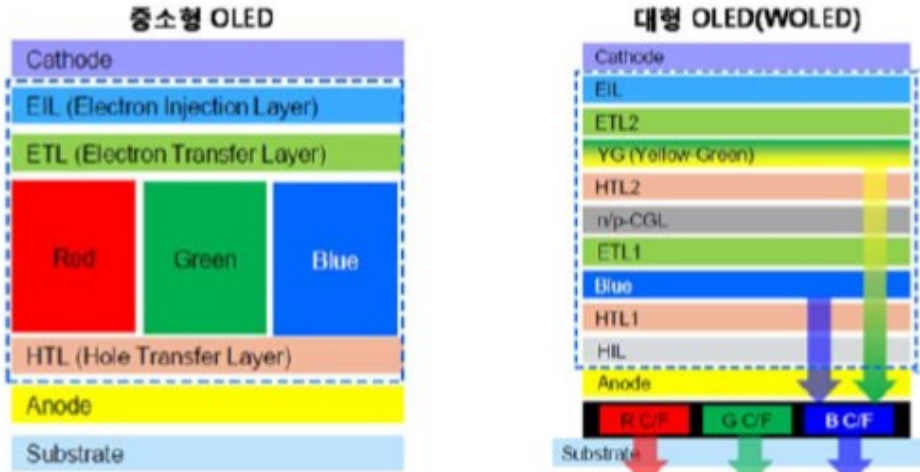 중소형 OLED
Cathode
EIL (Electron Injection Layer)
ETL (Electron Transfer Layer)
Red Green Blue
HTL (Hole Transfer Layer)
Anode
Substrate
대형 OLED(WOLED)
Cathode
EIL
ETL2
YG (Yellow-Green)
HTL2
n/p-CGL
ETL1
Blue
HTL1
HIL
Anode
R C/F G C/F B C/F
Substrate